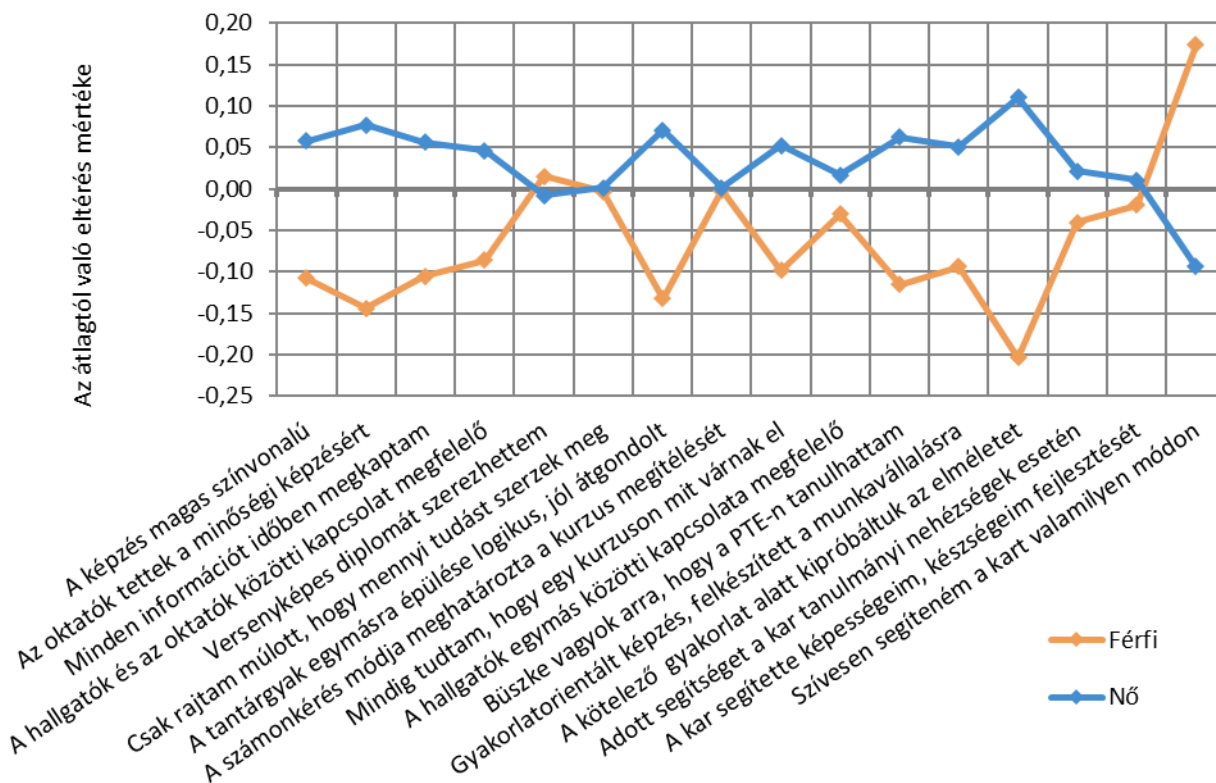 Az átlagtól való eltérés mértéke
0,20
0,15
0,10
0,05
0,00
-0,05
-0,10
-0,15
-0,20
-0,25
A képzés magas színvonalú
Az oktatók tettek a minőségi képzésért
Minden információt időben megkaptam
A hallgatók és az oktatók közötti kapcsolat megfelelő
Versenyképes diplomát szerezhettem
Csak rajtam múlott, hogy mennyi tudást szerzek meg
A tantárgyak egymásra épülése logikus, jól átgondolt
A számonkérés módja meghatározta a kurzus megítélését
Mindig tudtam, hogy egy kurzuson mit várnak el
A hallgatók egymás közötti kapcsolata megfelelő
Büszke vagyok arra, hogy a PTE-n tanulhattam
Gyakorlatorientált képzés, felkészített a munkavállalásra
A kötelező gyakorlat alatt kipróbáltuk az elméletet
Adott segítséget a kar tanulmányi nehézségek esetén
A kar segítette képességeim, készségeim fejlesztését
Szívesen segíteném a kart valamilyen módon
Férfi
Nő